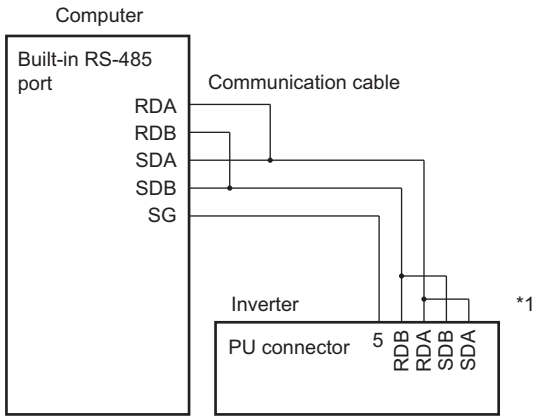 Computer
Built-in RS-485
port
Communication cable
RDA
RDB
SDA
SDB
SG
Inverter
*1
PU connector
5
RDB
RDA
SDB
SDA